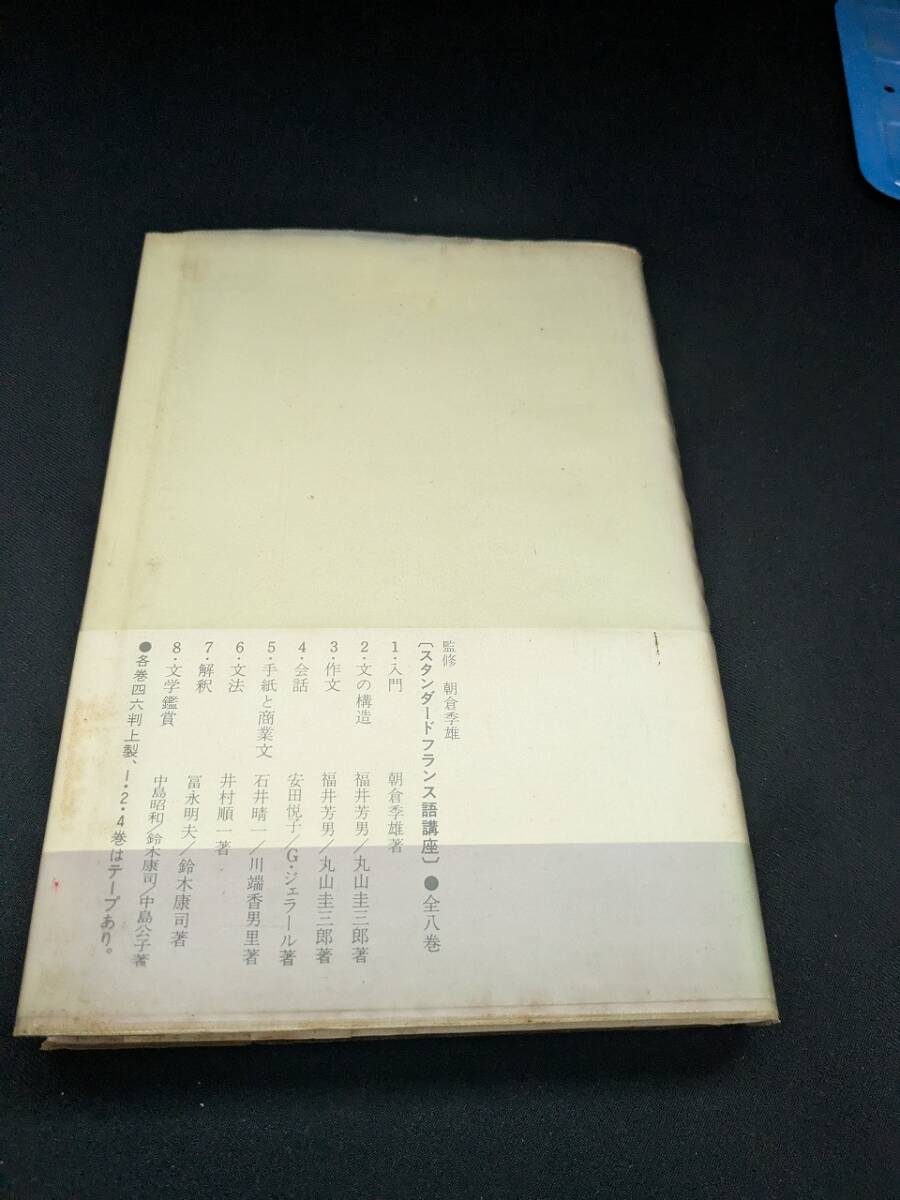 監修 朝倉季雄
〔スタンダードフランス語講座〕●全八巻
1・入門 朝倉季雄著
2・文の構造 福井芳男/丸山圭三郎著
3・作文 福井芳男/丸山圭三郎著
4・会話 安田悦子/G・ジェラール著
5・手紙と商業文 石井晴一/川端香男里著
6・文法 井村順一著
7・解釈 冨永明夫/鈴木康司著
8・文学鑑賞 中島昭和/鈴木康司/中島公子著
●各巻四六判上製、1・2・4巻はテープあり。